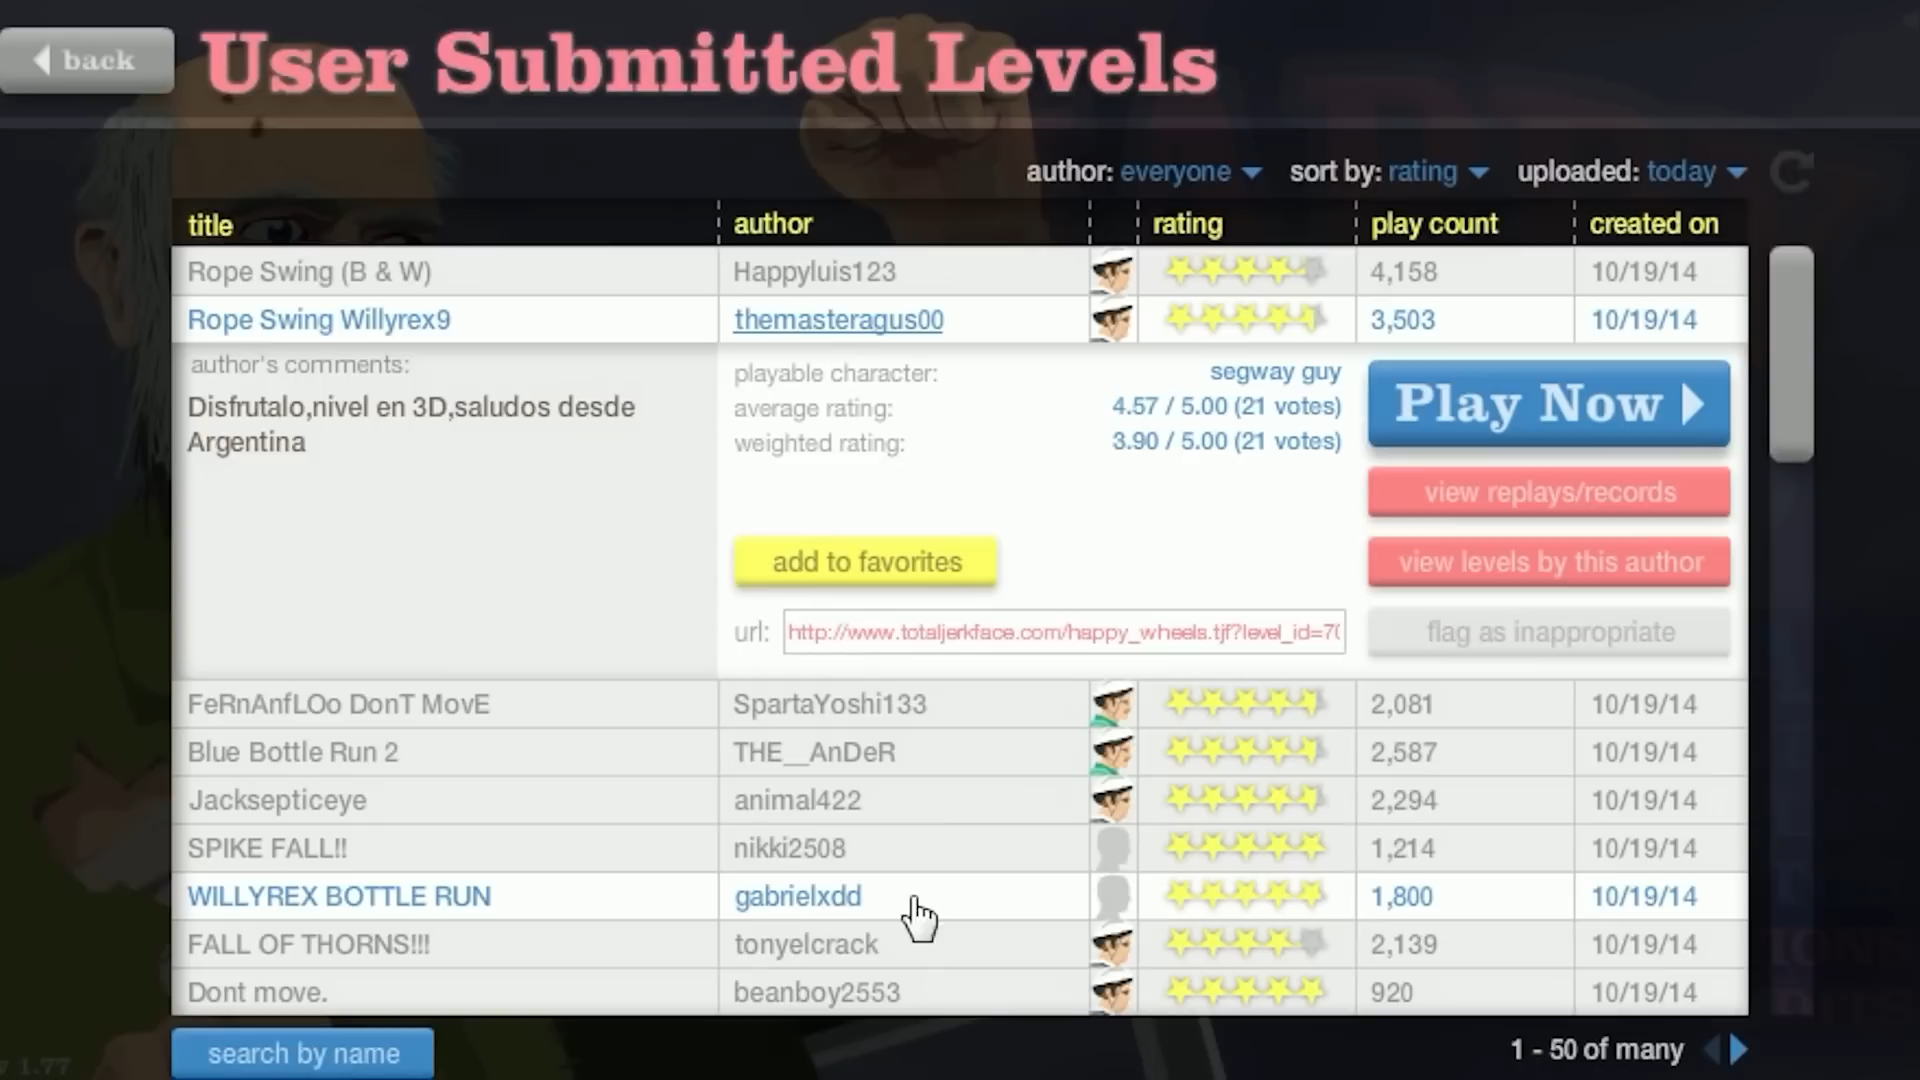 back
User Submitted Levels
author: everyone sort by: rating uploaded: today
title author rating play count created on
Rope Swing (B & W) Happyluis123 4,158 10/19/14
Rope Swing Willyrex9 themasteragus00 3,503 10/19/14
author's comments:
Disfrutalo,nivel en 3D,saludos desde
Argentina
playable character: segway guy
average rating: 4.57 / 5.00 (21 votes)
weighted rating: 3.90 / 5.00 (21 votes)
Play Now
view replays/records
add to favorites
view levels by this author
url: http://www.totaljerkface.com/happy_wheels.tjf?level_id=70
flag as inappropriate
FeRnAnfLOo DonT MovE SpartaYoshi133 2,081 10/19/14
Blue Bottle Run 2 THE__AnDeR 2,587 10/19/14
Jacksepticeye animal422 2,294 10/19/14
SPIKE FALL!! nikki2508 1,214 10/19/14
WILLYREX BOTTLE RUN gabrielxdd 1,800 10/19/14
FALL OF THORNS!!! tonyelcrack 2,139 10/19/14
Dont move. beanboy2553 920 10/19/14
search by name
1 - 50 of many
v 1.77